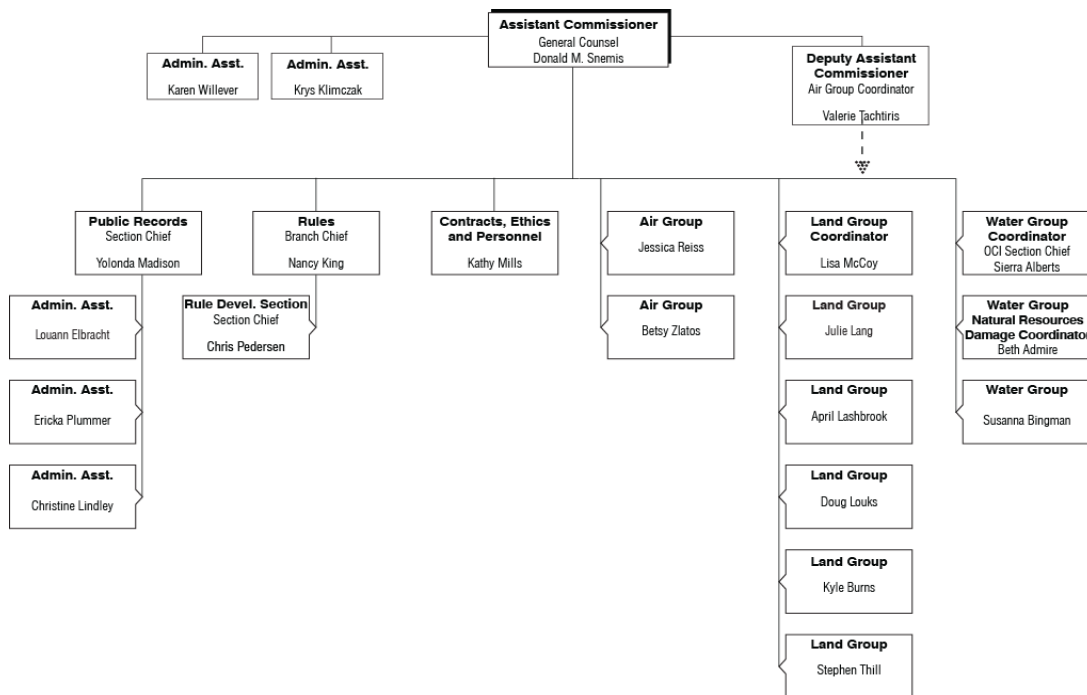 Assistant Commissioner
General Counsel
Donald M. Snemis
Admin. Asst.
Karen Willever
Admin. Asst.
Krys Klimczak
Deputy Assistant
Commissioner
Air Group Coordinator
Valerie Tachtiris
Public Records
Section Chief
Yolonda Madison
Rules
Branch Chief
Nancy King
Contracts, Ethics
and Personnel
Kathy Mills
Air Group
Jessica Reiss
Land Group
Coordinator
Lisa McCoy
Water Group
Coordinator
OCI Section Chief
Sierra Alberts
Admin. Asst.
Louann Elbracht
Rule Devel. Section
Section Chief
Chris Pedersen
Air Group
Betsy Zlatos
Land Group
Julie Lang
Water Group
Natural Resources
Damage Coordinator
Beth Admire
Admin. Asst.
Ericka Plummer
Land Group
April Lashbrook
Water Group
Susanna Bingman
Admin. Asst.
Christine Lindley
Land Group
Doug Louks
Land Group
Kyle Burns
Land Group
Stephen Thill